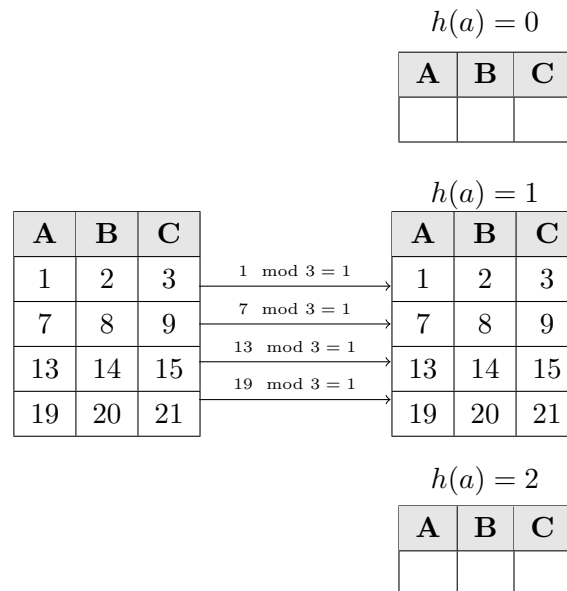 h(a) = 0
A B C
h(a) = 1
A B C
1 2 3
7 8 9
13 14 15
19 20 21
1 mod 3 = 1
7 mod 3 = 1
13 mod 3 = 1
19 mod 3 = 1
A B C
1 2 3
7 8 9
13 14 15
19 20 21
h(a) = 2
A B C